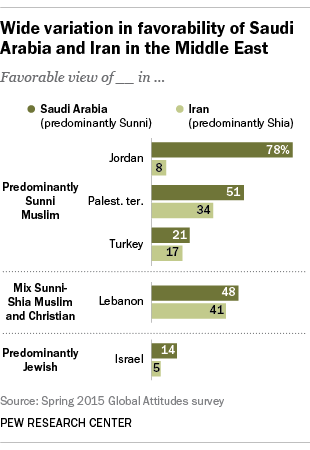 Wide variation in favorability of Saudi
Arabia and Iran in the Middle East
Favorable view of __ in ...
Saudi Arabia
(predominantly Sunni)
Iran
(predominantly Shia)
Predominantly
Sunni
Muslim
Jordan
78%
8
Palest. ter.
51
34
Turkey
21
17
Mix Sunni-
Shia Muslim
and Christian
Lebanon
48
41
Predominantly
Jewish
Israel
14
5
Source: Spring 2015 Global Attitudes survey
PEW RESEARCH CENTER